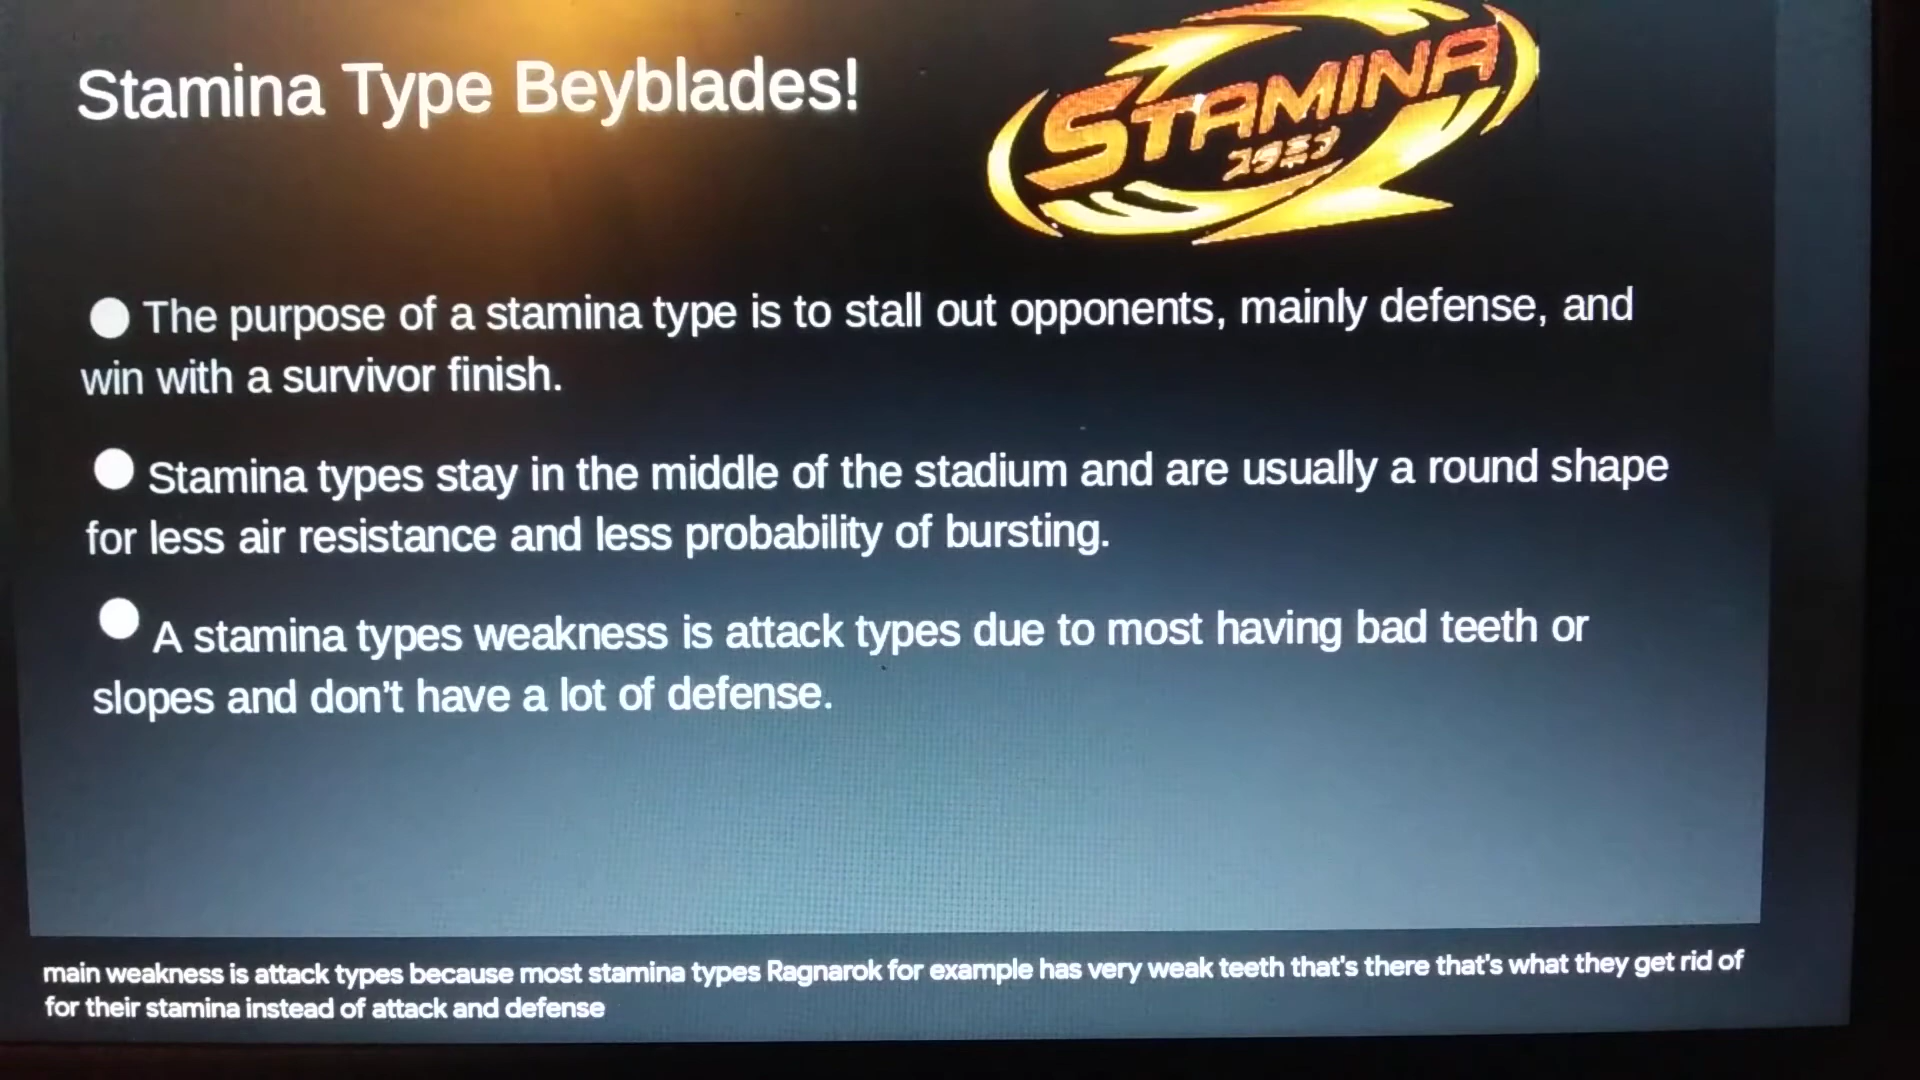 Stamina Type Beyblades!
STAMINA
The purpose of a stamina type is to stall out opponents, mainly defense, and
win with a survivor finish.
Stamina types stay in the middle of the stadium and are usually a round shape
for less air resistance and less probability of bursting.
A stamina types weakness is attack types due to most having bad teeth or
slopes and don't have a lot of defense.
main weakness is attack types because most stamina types Ragnarok for example has very weak teeth that's there that's what they get rid of
for their stamina instead of attack and defense